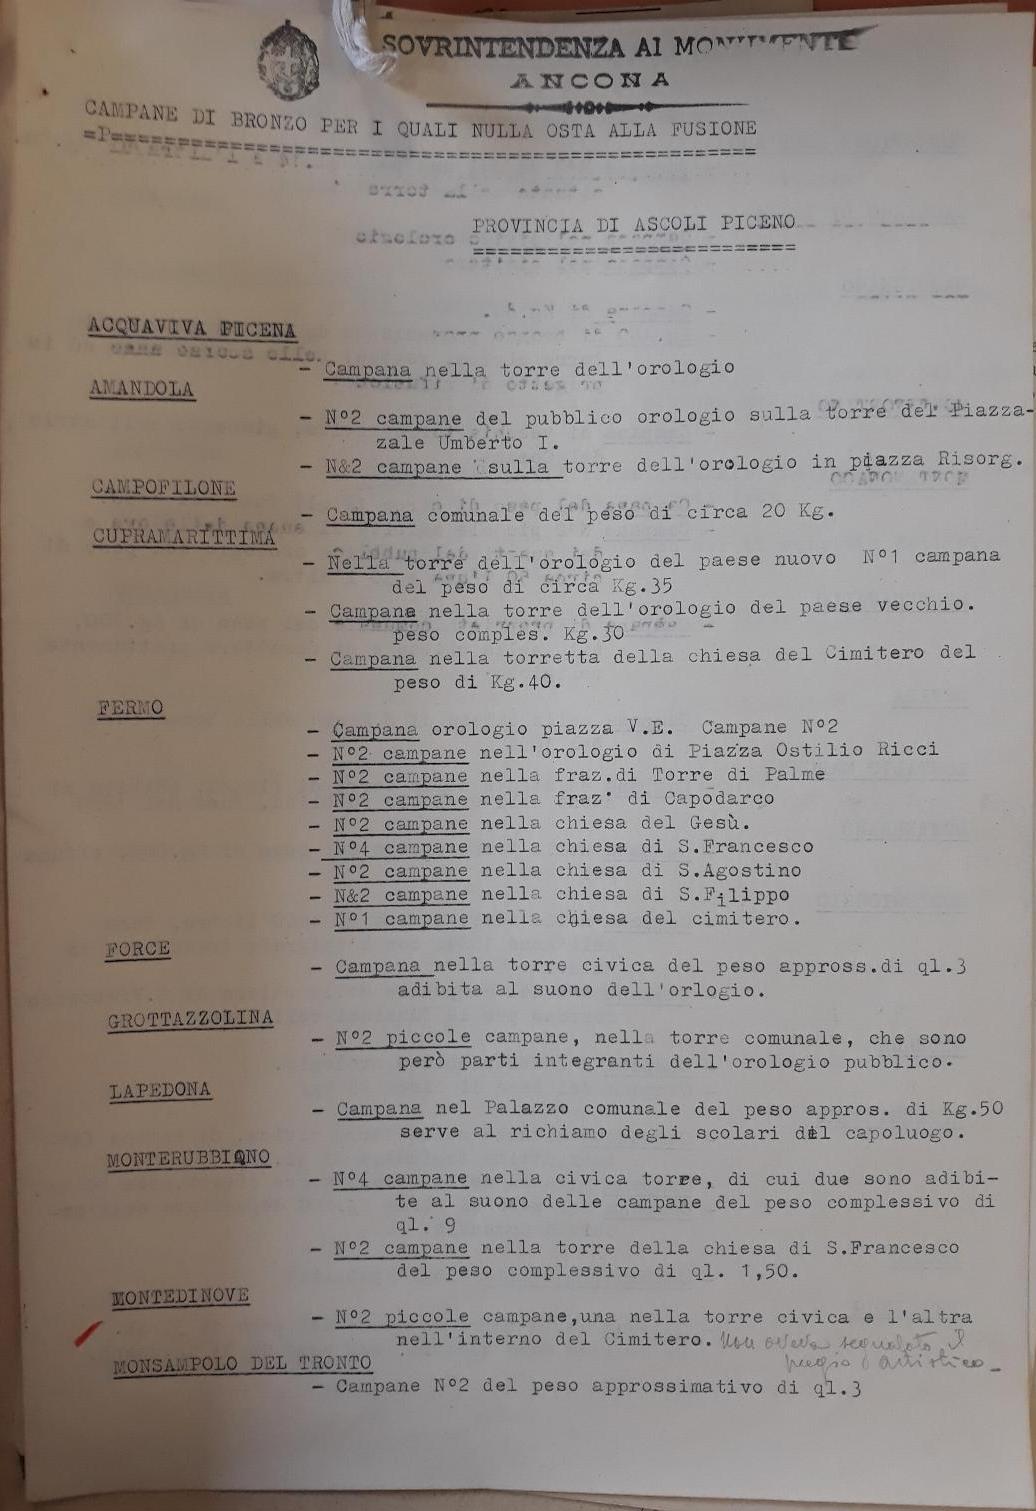 SOVRINTENDENZA AI MONUMENTI
ANCONA
CAMPANE DI BRONZO PER I QUALI NULLA OSTA ALLA FUSIONE
=P===================================================
PROVINCIA DI ASCOLI PICENO
==========================
ACQUAVIVA PICENA
- Campana nella torre dell'orologio
AMANDOLA
- N°2 campane del pubblico orologio sulla torre del Piazza-
zale Umberto I.
- N&2 campane sulla torre dell'orologio in piazza Risorg.
CAMPOFILONE
- Campana comunale del peso di circa 20 Kg.
CUPRAMARITTIMA
- Nella torre dell'orologio del paese nuovo N°1 campana
del peso di circa Kg.35
- Campana nella torre dell'orologio del paese vecchio.
peso comples. Kg.30
- Campana nella torretta della chiesa del Cimitero del
peso di Kg.40.
FERMO
- Campana orologio piazza V.E. Campane N°2
- N°2 campane nell'orologio di Piazza Ostilio Ricci
- N°2 campane nella fraz.di Torre di Palme
- N°2 campane nella fraz. di Capodarco
- N°2 campane nella chiesa del Gesù.
- N°4 campane nella chiesa di S.Francesco
- N°2 campane nella chiesa di S.Agostino
- N&2 campane nella chiesa di S.Filippo
- N°1 campane nella chiesa del cimitero.
FORCE
- Campana nella torre civica del peso appross.di ql.3
adibita al suono dell'orlogio.
GROTTAZZOLINA
- N°2 piccole campane, nella torre comunale, che sono
però parti integranti dell'orologio pubblico.
LAPEDONA
- Campana nel Palazzo comunale del peso appros. di Kg.50
serve al richiamo degli scolari del capoluogo.
MONTERUBBIANO
- N°4 campane nella civica torre, di cui due sono adibi-
te al suono delle campane del peso complessivo di
ql. 9
- N°2 campane nella torre della chiesa di S.Francesco
del peso complessivo di ql. 1,50.
MONTEDINOVE
- N°2 piccole campane,una nella torre civica e l'altra
nell'interno del Cimitero. Non segnalato il
pregio artistico -
MONSAMPOLO DEL TRONTO
- Campane N°2 del peso approssimativo di ql.3